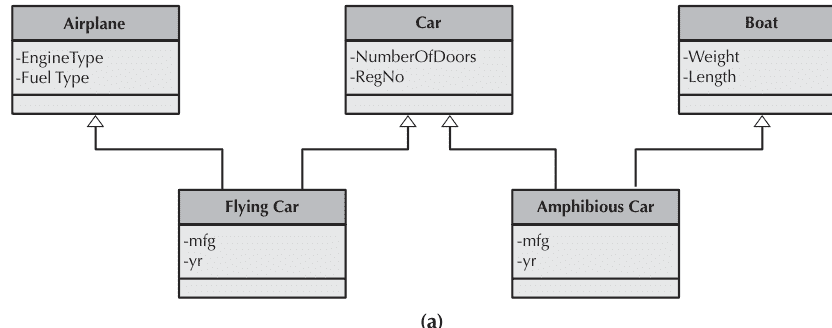 Airplane
-EngineType
-Fuel Type
Car
-NumberOfDoors
-RegNo
Boat
-Weight
-Length
Flying Car
-mfg
-yr
Amphibious Car
-mfg
-yr
(a)